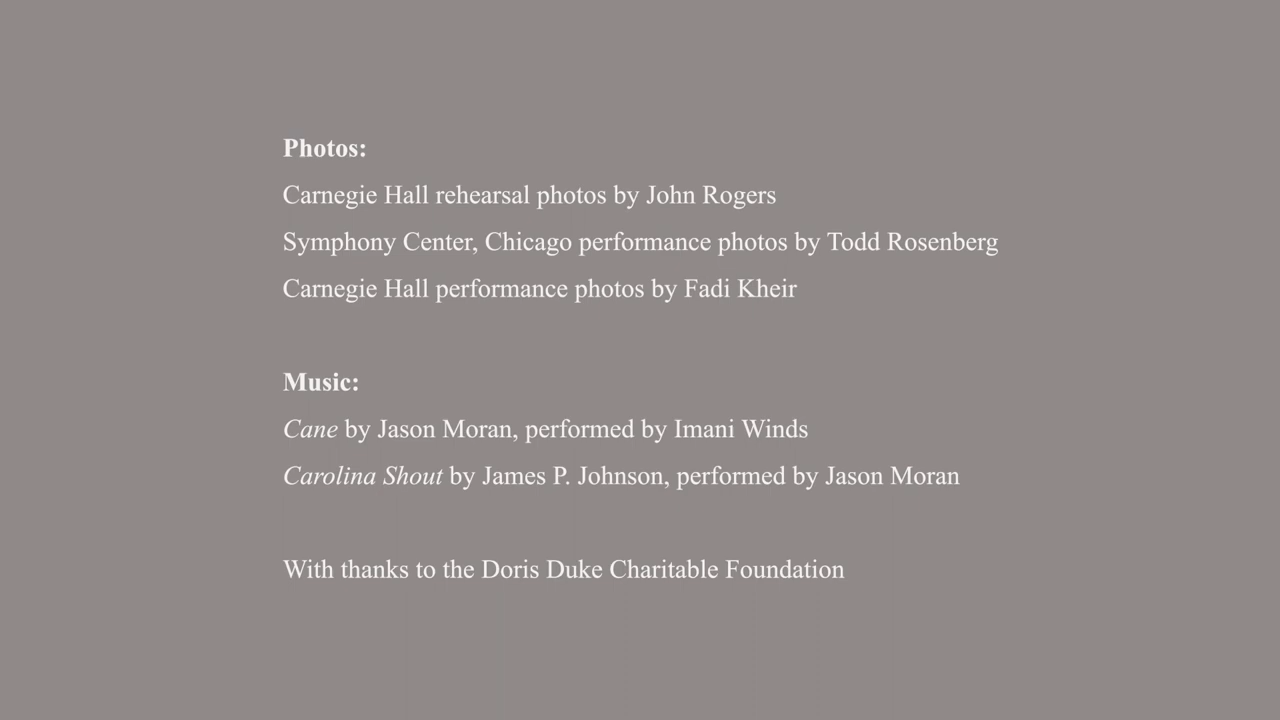 Photos:
Carnegie Hall rehearsal photos by John Rogers
Symphony Center, Chicago performance photos by Todd Rosenberg
Carnegie Hall performance photos by Fadi Kheir
Music:
Cane by Jason Moran, performed by Imani Winds
Carolina Shout by James P. Johnson, performed by Jason Moran
With thanks to the Doris Duke Charitable Foundation